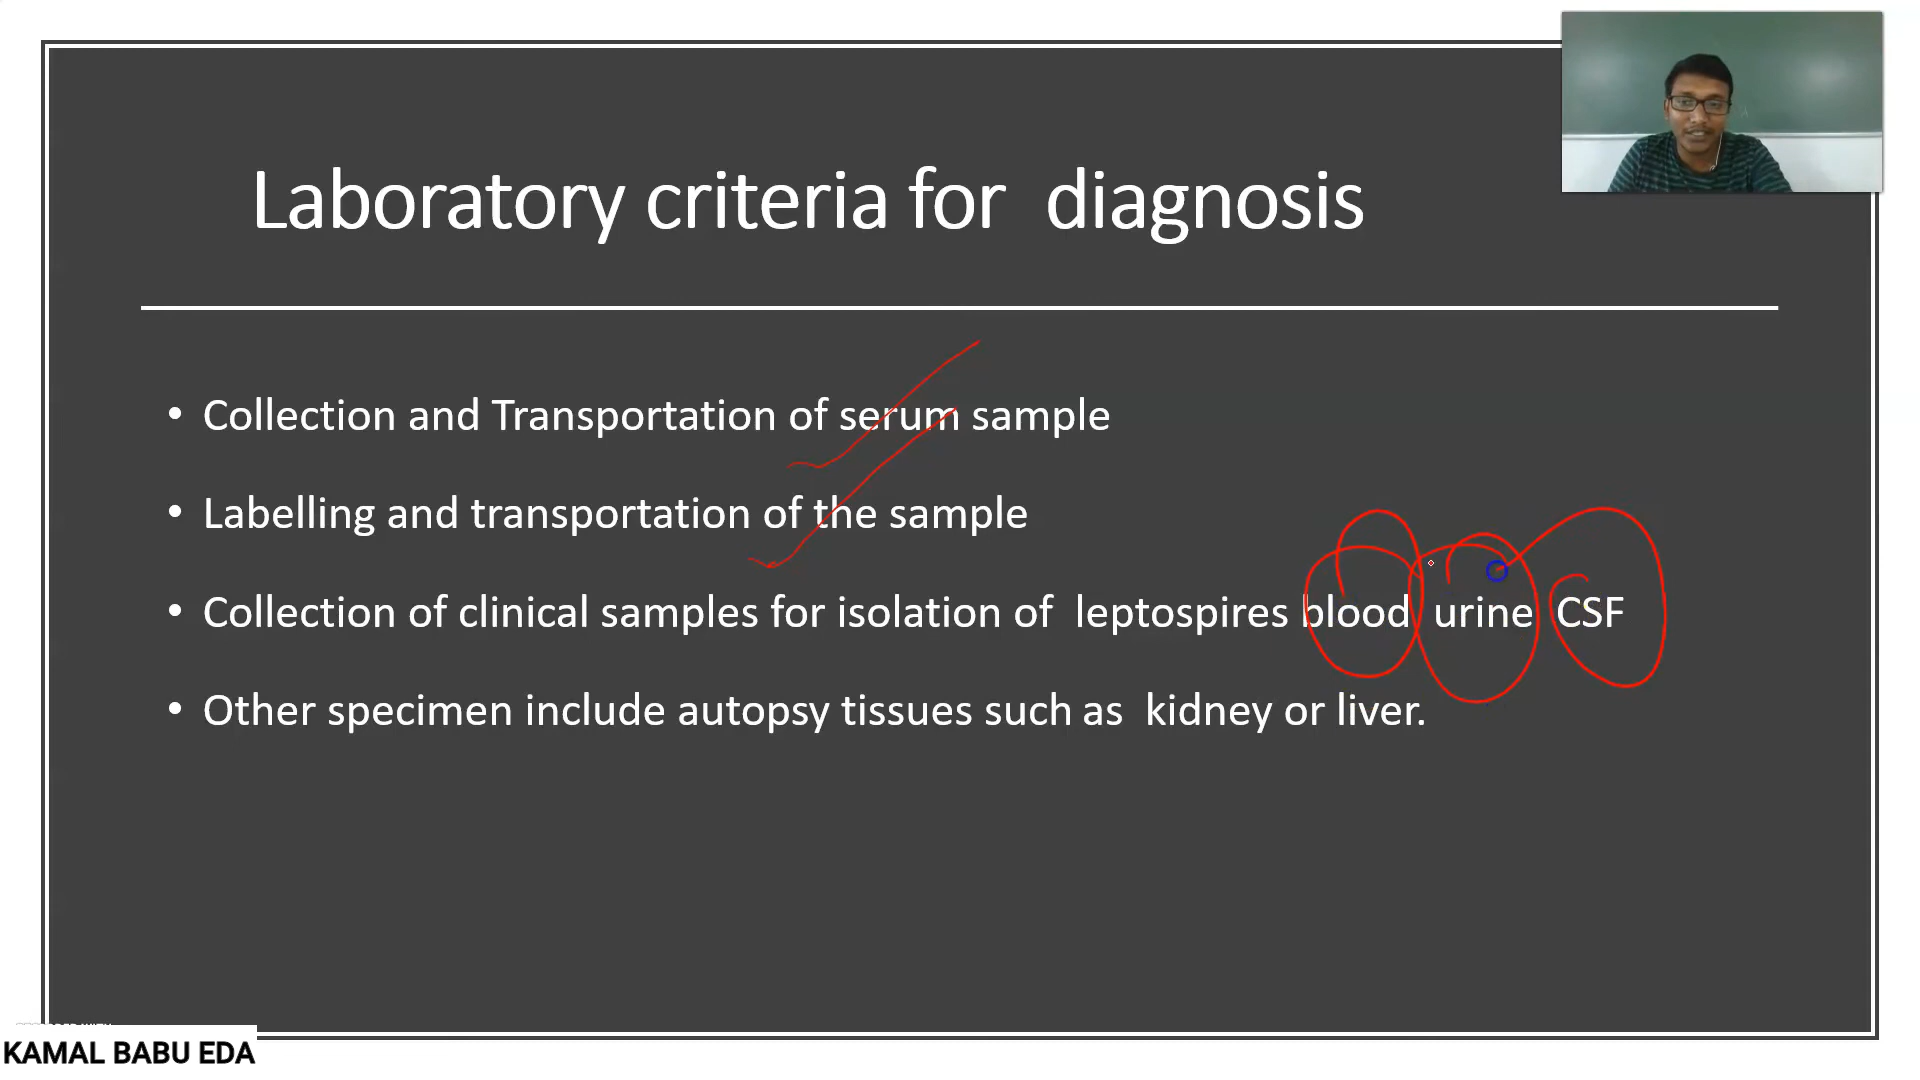 Laboratory criteria for diagnosis
• Collection and Transportation of serum sample
• Labelling and transportation of the sample
• Collection of clinical samples for isolation of leptospires blood urine CSF
• Other specimen include autopsy tissues such as kidney or liver.
KAMAL BABU EDA